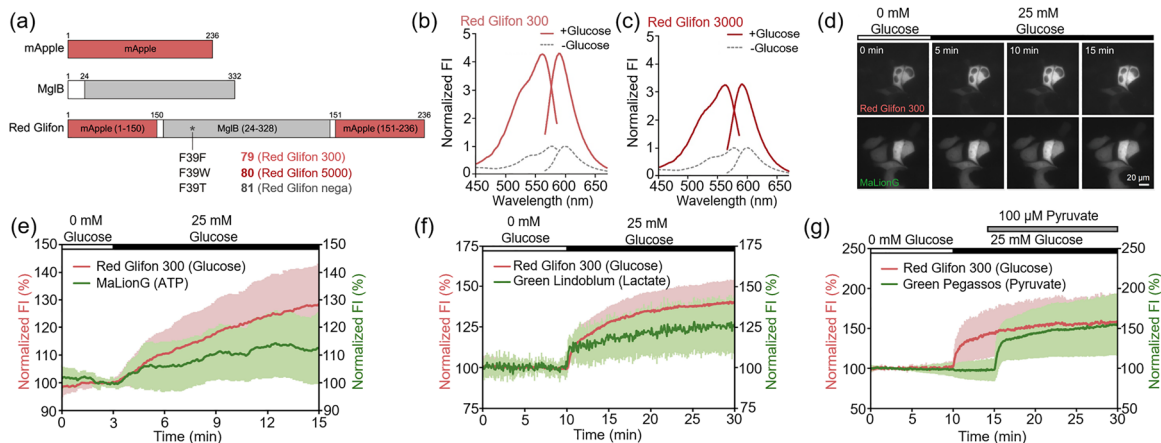 (a)
1
236
mApple
mApple
1
24
332
MglB
1
150
151
236
Red Glifon
mApple (1-150)
*
MglB (24-328)
mApple (151-236)
F39F
79 (Red Glifon 300)
F39W
80 (Red Glifon 5000)
F39T
81 (Red Glifon nega)
(b)
Red Glifon 300
+Glucose
-Glucose
Normalized FI
5
4
3
2
1
0
450 500 550 600 650
Wavelength (nm)
(c)
Red Glifon 3000
+Glucose
-Glucose
Normalized FI
5
4
3
2
1
0
450 500 550 600 650
Wavelength (nm)
(d)
0 mM
Glucose
25 mM
Glucose
0 min
5 min
10 min
15 min
Red Glifon 300
MaLionG
20 μm
(e)
0 mM
Glucose
25 mM
Glucose
Red Glifon 300 (Glucose)
MaLionG (ATP)
Normalized FI (%)
150
140
130
120
110
100
90
150
140
130
120
110
100
90
Normalized FI (%)
0 3 6 9 12 15
Time (min)
(f)
0 mM
Glucose
25 mM
Glucose
Red Glifon 300 (Glucose)
Green Lindoblum (Lactate)
Normalized FI (%)
175
150
125
100
75
175
150
125
100
75
Normalized FI (%)
0 5 10 15 20 25 30
Time (min)
(g)
100 μM Pyruvate
0 mM Glucose
25 mM Glucose
Red Glifon 300 (Glucose)
Green Pegassos (Pyruvate)
Normalized FI (%)
250
200
150
100
50
250
200
150
100
50
Normalized FI (%)
0 5 10 15 20 25 30
Time (min)